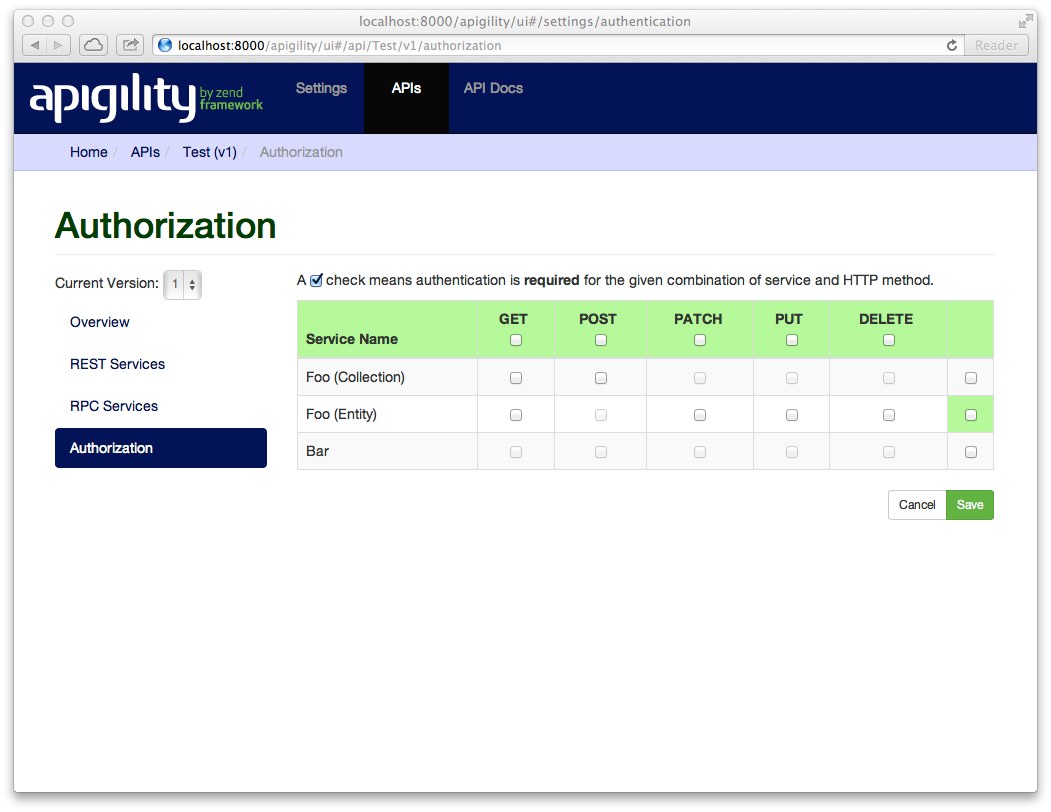 localhost:8000/apigility/ui#/settings/authentication
localhost:8000/apigility/ui#/api/Test/v1/authorization
Reader
apigility by zend framework
Settings
APIs
API Docs
Home / APIs / Test (v1) / Authorization
Authorization
Current Version: 1
A check means authentication is required for the given combination of service and HTTP method.
Overview
REST Services
RPC Services
Authorization
Service Name GET POST PATCH PUT DELETE
Foo (Collection)
Foo (Entity)
Bar
Cancel Save